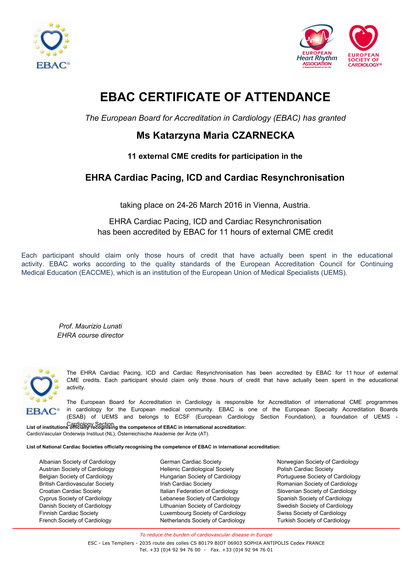 EBAC®
EUROPEAN
Heart Rhythm
ASSOCIATION
EUROPEAN
SOCIETY OF
CARDIOLOGY®
EBAC CERTIFICATE OF ATTENDANCE
The European Board for Accreditation in Cardiology (EBAC) has granted
Ms Katarzyna Maria CZARNECKA
11 external CME credits for participation in the
EHRA Cardiac Pacing, ICD and Cardiac Resynchronisation
taking place on 24-26 March 2016 in Vienna, Austria.
EHRA Cardiac Pacing, ICD and Cardiac Resynchronisation
has been accredited by EBAC for 11 hours of external CME credit
Each participant should claim only those hours of credit that have actually been spent in the educational
activity. EBAC works according to the quality standards of the European Accreditation Council for Continuing
Medical Education (EACCME), which is an institution of the European Union of Medical Specialists (UEMS).
Prof. Maurizio Lunati
EHRA course director
The EHRA Cardiac Pacing, ICD and Cardiac Resynchronisation has been accredited by EBAC for 11 hour of external
CME credits. Each participant should claim only those hours of credit that have actually been spent in the educational
activity.
The European Board for Accreditation in Cardiology is responsible for Accreditation of international CME programmes
EBAC® in cardiology for the European medical community. EBAC is one of the European Specialty Accreditation Boards
(ESAB) of UEMS and belongs to ECSF (European Cardiology Section Foundation), a foundation of UEMS -
Cardiology Section.
List of institutions officially recognising the competence of EBAC in international accreditation:
CardioVasculair Onderwijs Instituut (NL), Österreichische Akademie der Ärzte (AT).
List of National Cardiac Societies officially recognising the competence of EBAC in international accreditation:
Albanian Society of Cardiology
Austrian Society of Cardiology
Belgian Society of Cardiology
British Cardiovascular Society
Croatian Cardiac Society
Cyprus Society of Cardiology
Danish Society of Cardiology
Finnish Cardiac Society
French Society of Cardiology
German Cardiac Society
Hellenic Cardiological Society
Hungarian Society of Cardiology
Irish Cardiac Society
Italian Federation of Cardiology
Lebanese Society of Cardiology
Lithuanian Society of Cardiology
Luxembourg Society of Cardiology
Netherlands Society of Cardiology
Norwegian Society of Cardiology
Polish Cardiac Society
Portuguese Society of Cardiology
Romanian Society of Cardiology
Slovenian Society of Cardiology
Spanish Society of Cardiology
Swedish Society of Cardiology
Swiss Society of Cardiology
Turkish Society of Cardiology
To reduce the burden of cardiovascular disease in Europe
ESC - Les Templiers - 2035 route des colles CS 80179 BIOT 06903 SOPHIA ANTIPOLIS Cedex FRANCE
Tel. +33 (0)4 92 94 76 00 - Fax. +33 (0)4 92 94 76 01